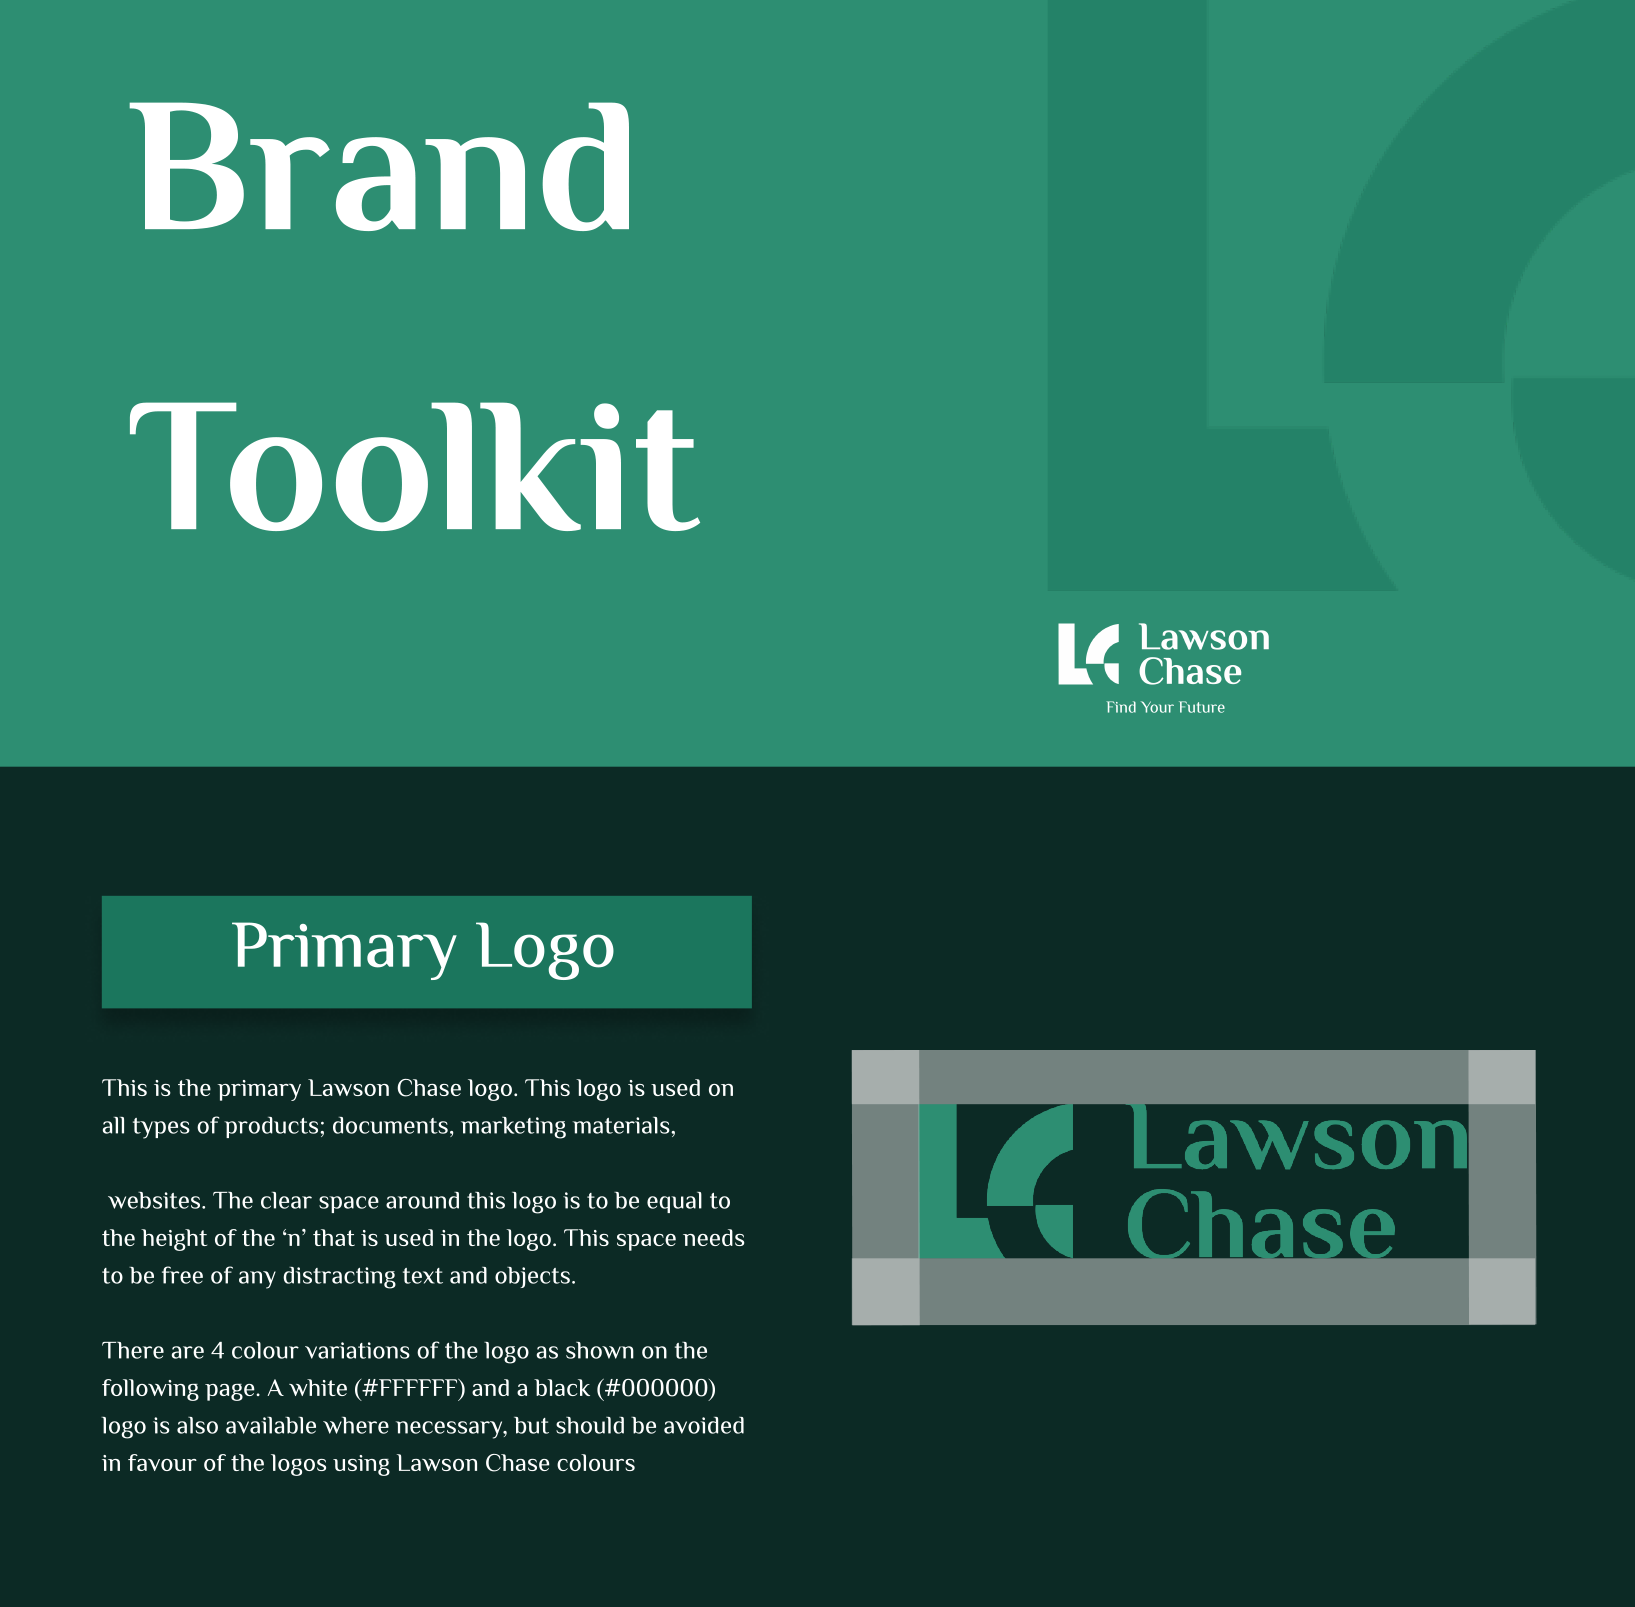 Brand
Toolkit
Lawson
Chase
Find Your Future
Primary Logo
This is the primary Lawson Chase logo. This logo is used on
all types of products; documents, marketing materials,
websites. The clear space around this logo is to be equal to
the height of the ‘n’ that is used in the logo. This space needs
to be free of any distracting text and objects.
There are 4 colour variations of the logo as shown on the
following page. A white (#FFFFFF) and a black (#000000)
logo is also available where necessary, but should be avoided
in favour of the logos using Lawson Chase colours
Lawson
Chase